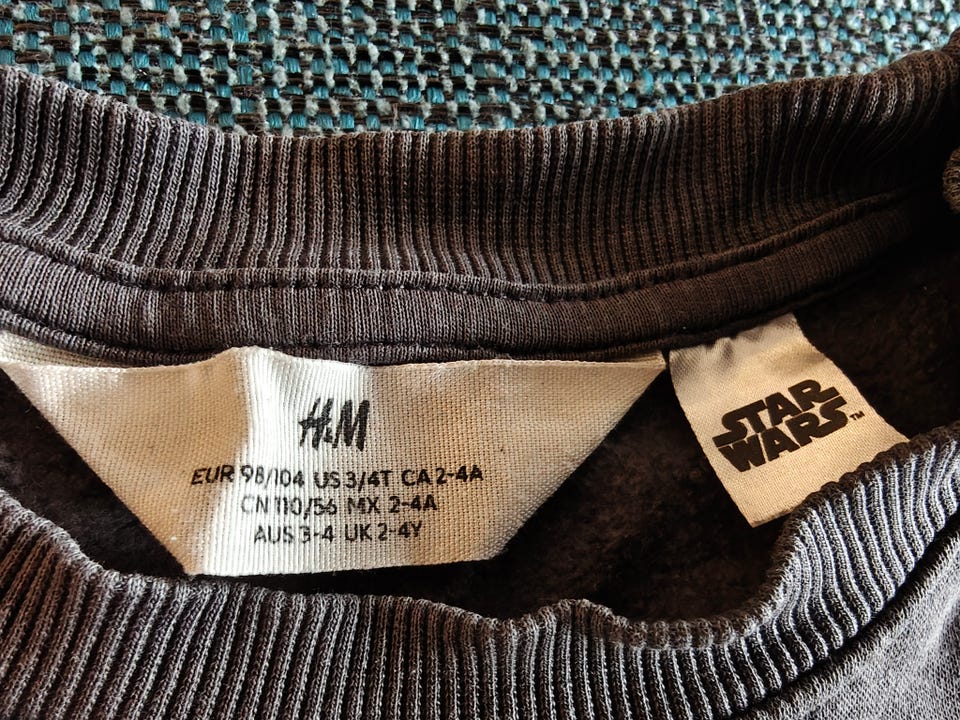 H&M
EUR 98/104 US 3/4T CA 2-4A
CN 110/56 MX 2-4A
AUS 3-4 UK 2-4Y
STAR
WARS™